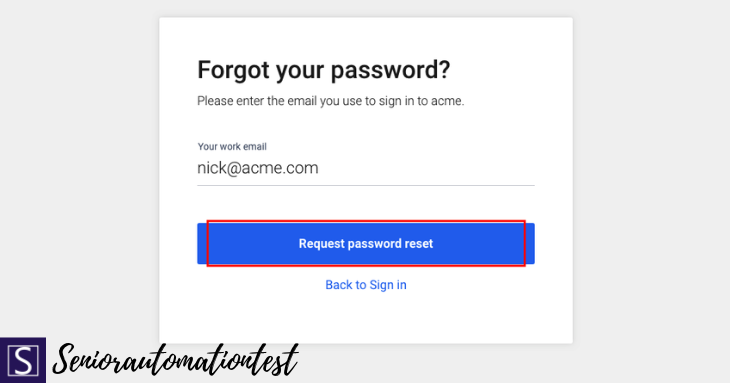 Forgot your password?
Please enter the email you use to sign in to acme.
Your work email
nick@acme.com
Request password reset
Back to Sign in
S
Seniorautomationtest